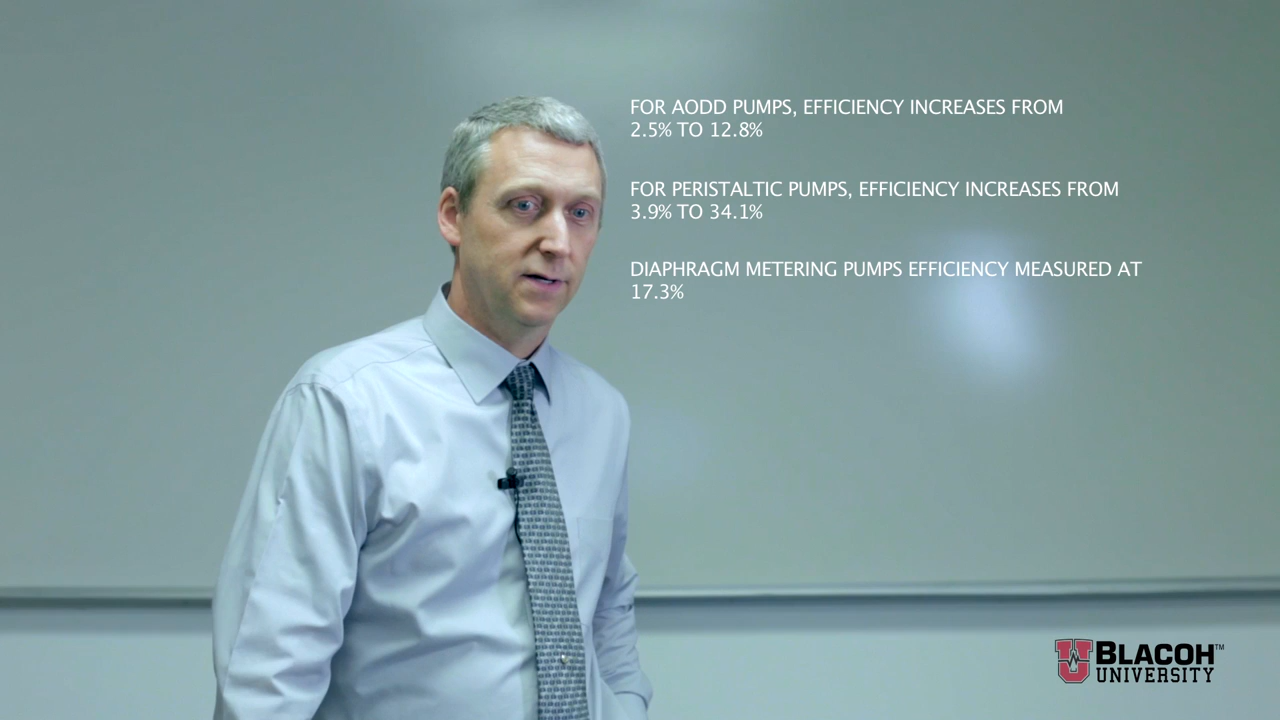 FOR AODD PUMPS, EFFICIENCY INCREASES FROM
2.5% TO 12.8%
FOR PERISTALTIC PUMPS, EFFICIENCY INCREASES FROM
3.9% TO 34.1%
DIAPHRAGM METERING PUMPS EFFICIENCY MEASURED AT
17.3%
U BLACOH™
UNIVERSITY